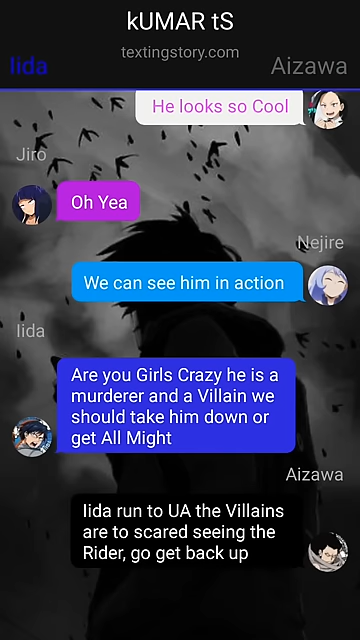 kUMAR tS
textingstory.com
Iida
Aizawa
He looks so Cool
Jiro
Oh Yea
Nejire
We can see him in action
Iida
Are you Girls Crazy he is a
murderer and a Villain we
should take him down or
get All Might
Aizawa
Iida run to UA the Villains
are to scared seeing the
Rider, go get back up